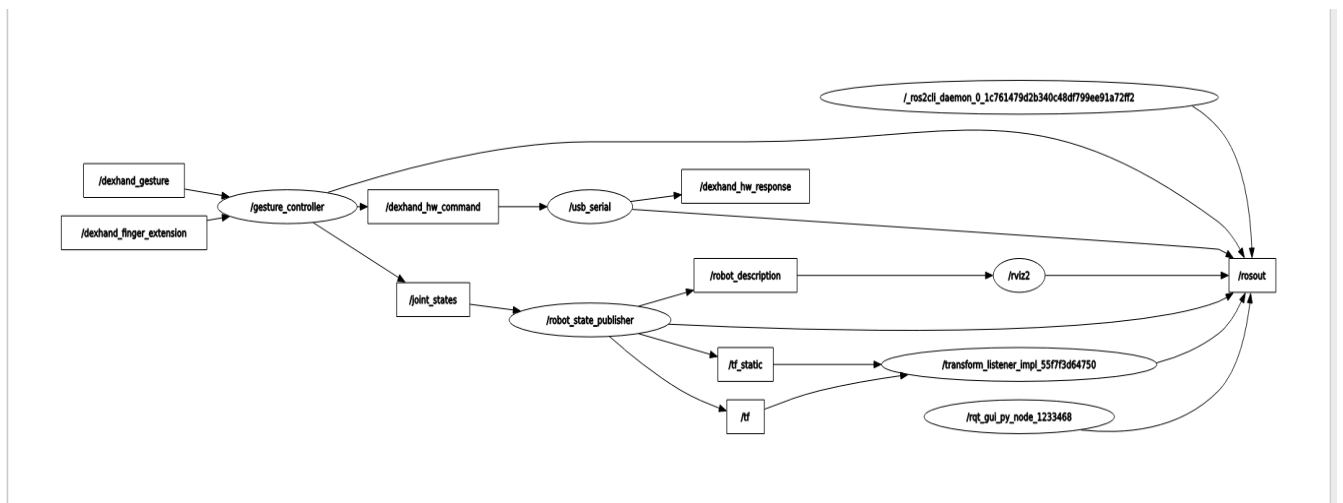 /_ros2cli_daemon_0_1c761479d2b340c48df799ee91a72ff2
/dexhand_gesture
/dexhand_hw_response
/gesture_controller
/dexhand_hw_command
/usb_serial
/dexhand_finger_extension
/robot_description
/rviz2
/rosout
/joint_states
/robot_state_publisher
/tf_static
/transform_listener_impl_55f7f3d64750
/tf
/rqt_gui_py_node_1233468